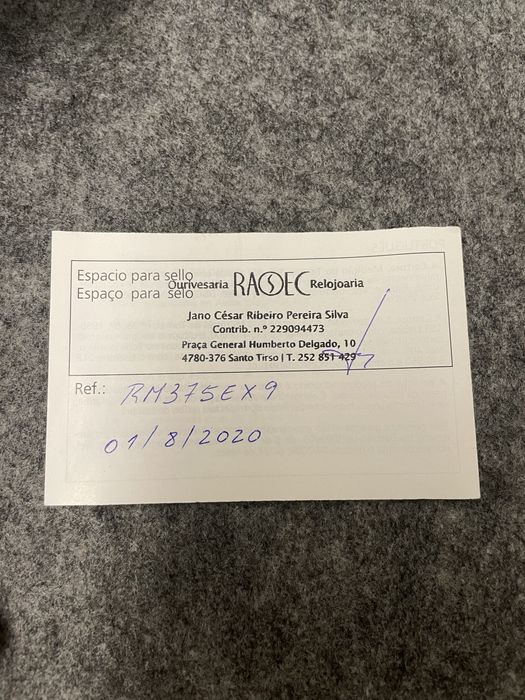 Espacio para sello
Espaço para selo
Ourivesaria RASSEC Relojoaria
Jano César Ribeiro Pereira Silva
Contrib. n.º 229094473
Praça General Humberto Delgado, 10
4780-376 Santo Tirso | T. 252 851 429
Ref.: RM375EX9
01/8/2020